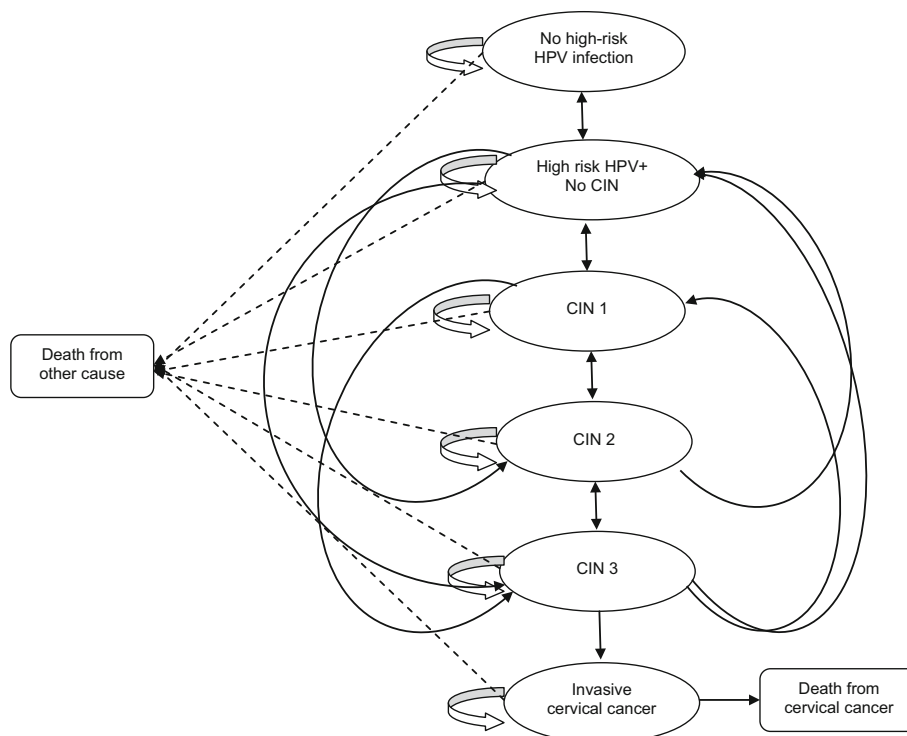 No high-risk
HPV infection
High risk HPV+
No CIN
CIN 1
Death from
other cause
CIN 2
CIN 3
Invasive
cervical cancer
Death from
cervical cancer